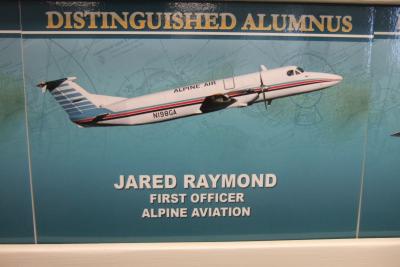 DISTINGUISHED ALUMNUS
ALPINE AIR
N198GA
JARED RAYMOND
FIRST OFFICER
ALPINE AVIATION